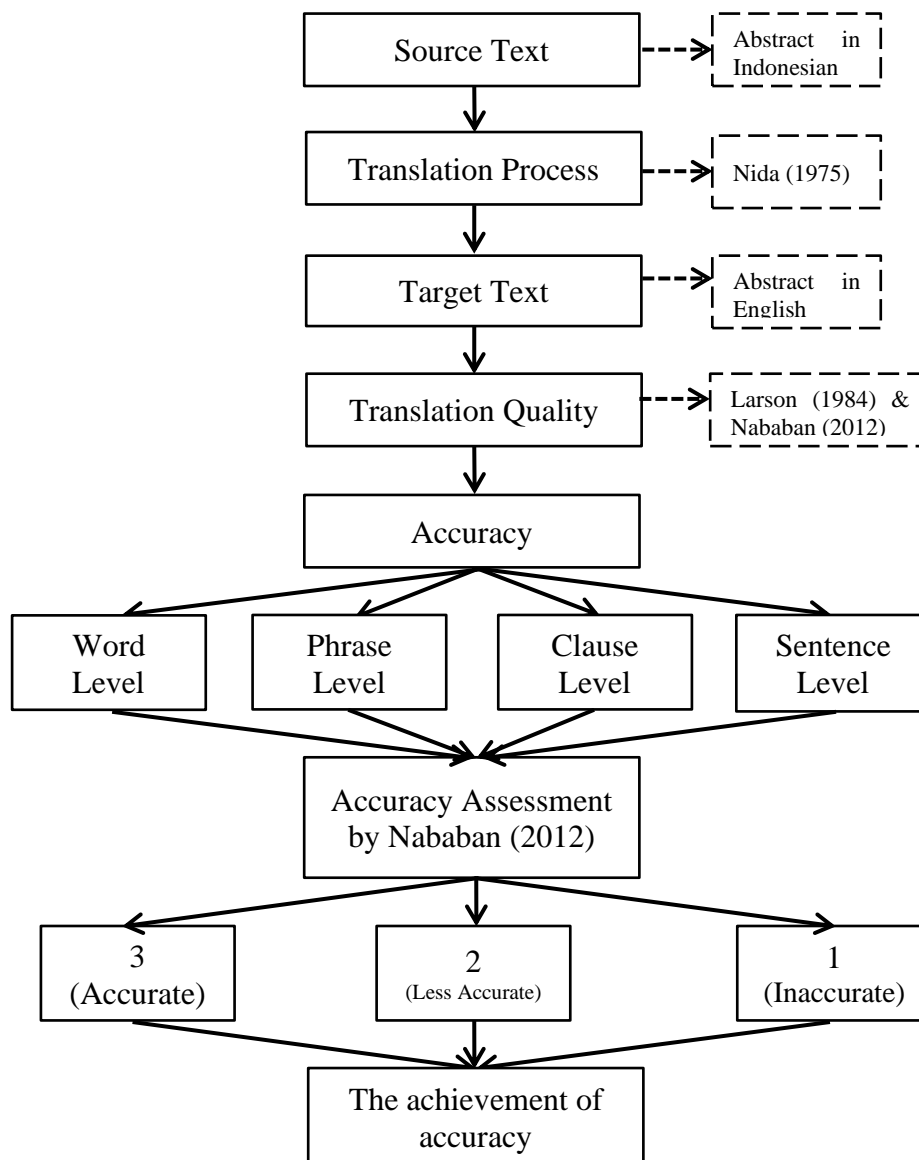 Source Text
Abstract in
Indonesian
Translation Process
Nida (1975)
Target Text
Abstract in
English
Translation Quality
Larson (1984) &
Nababan (2012)
Accuracy
Word
Level
Phrase
Level
Clause
Level
Sentence
Level
Accuracy Assessment
by Nababan (2012)
3
(Accurate)
2
(Less Accurate)
1
(Inaccurate)
The achievement of
accuracy